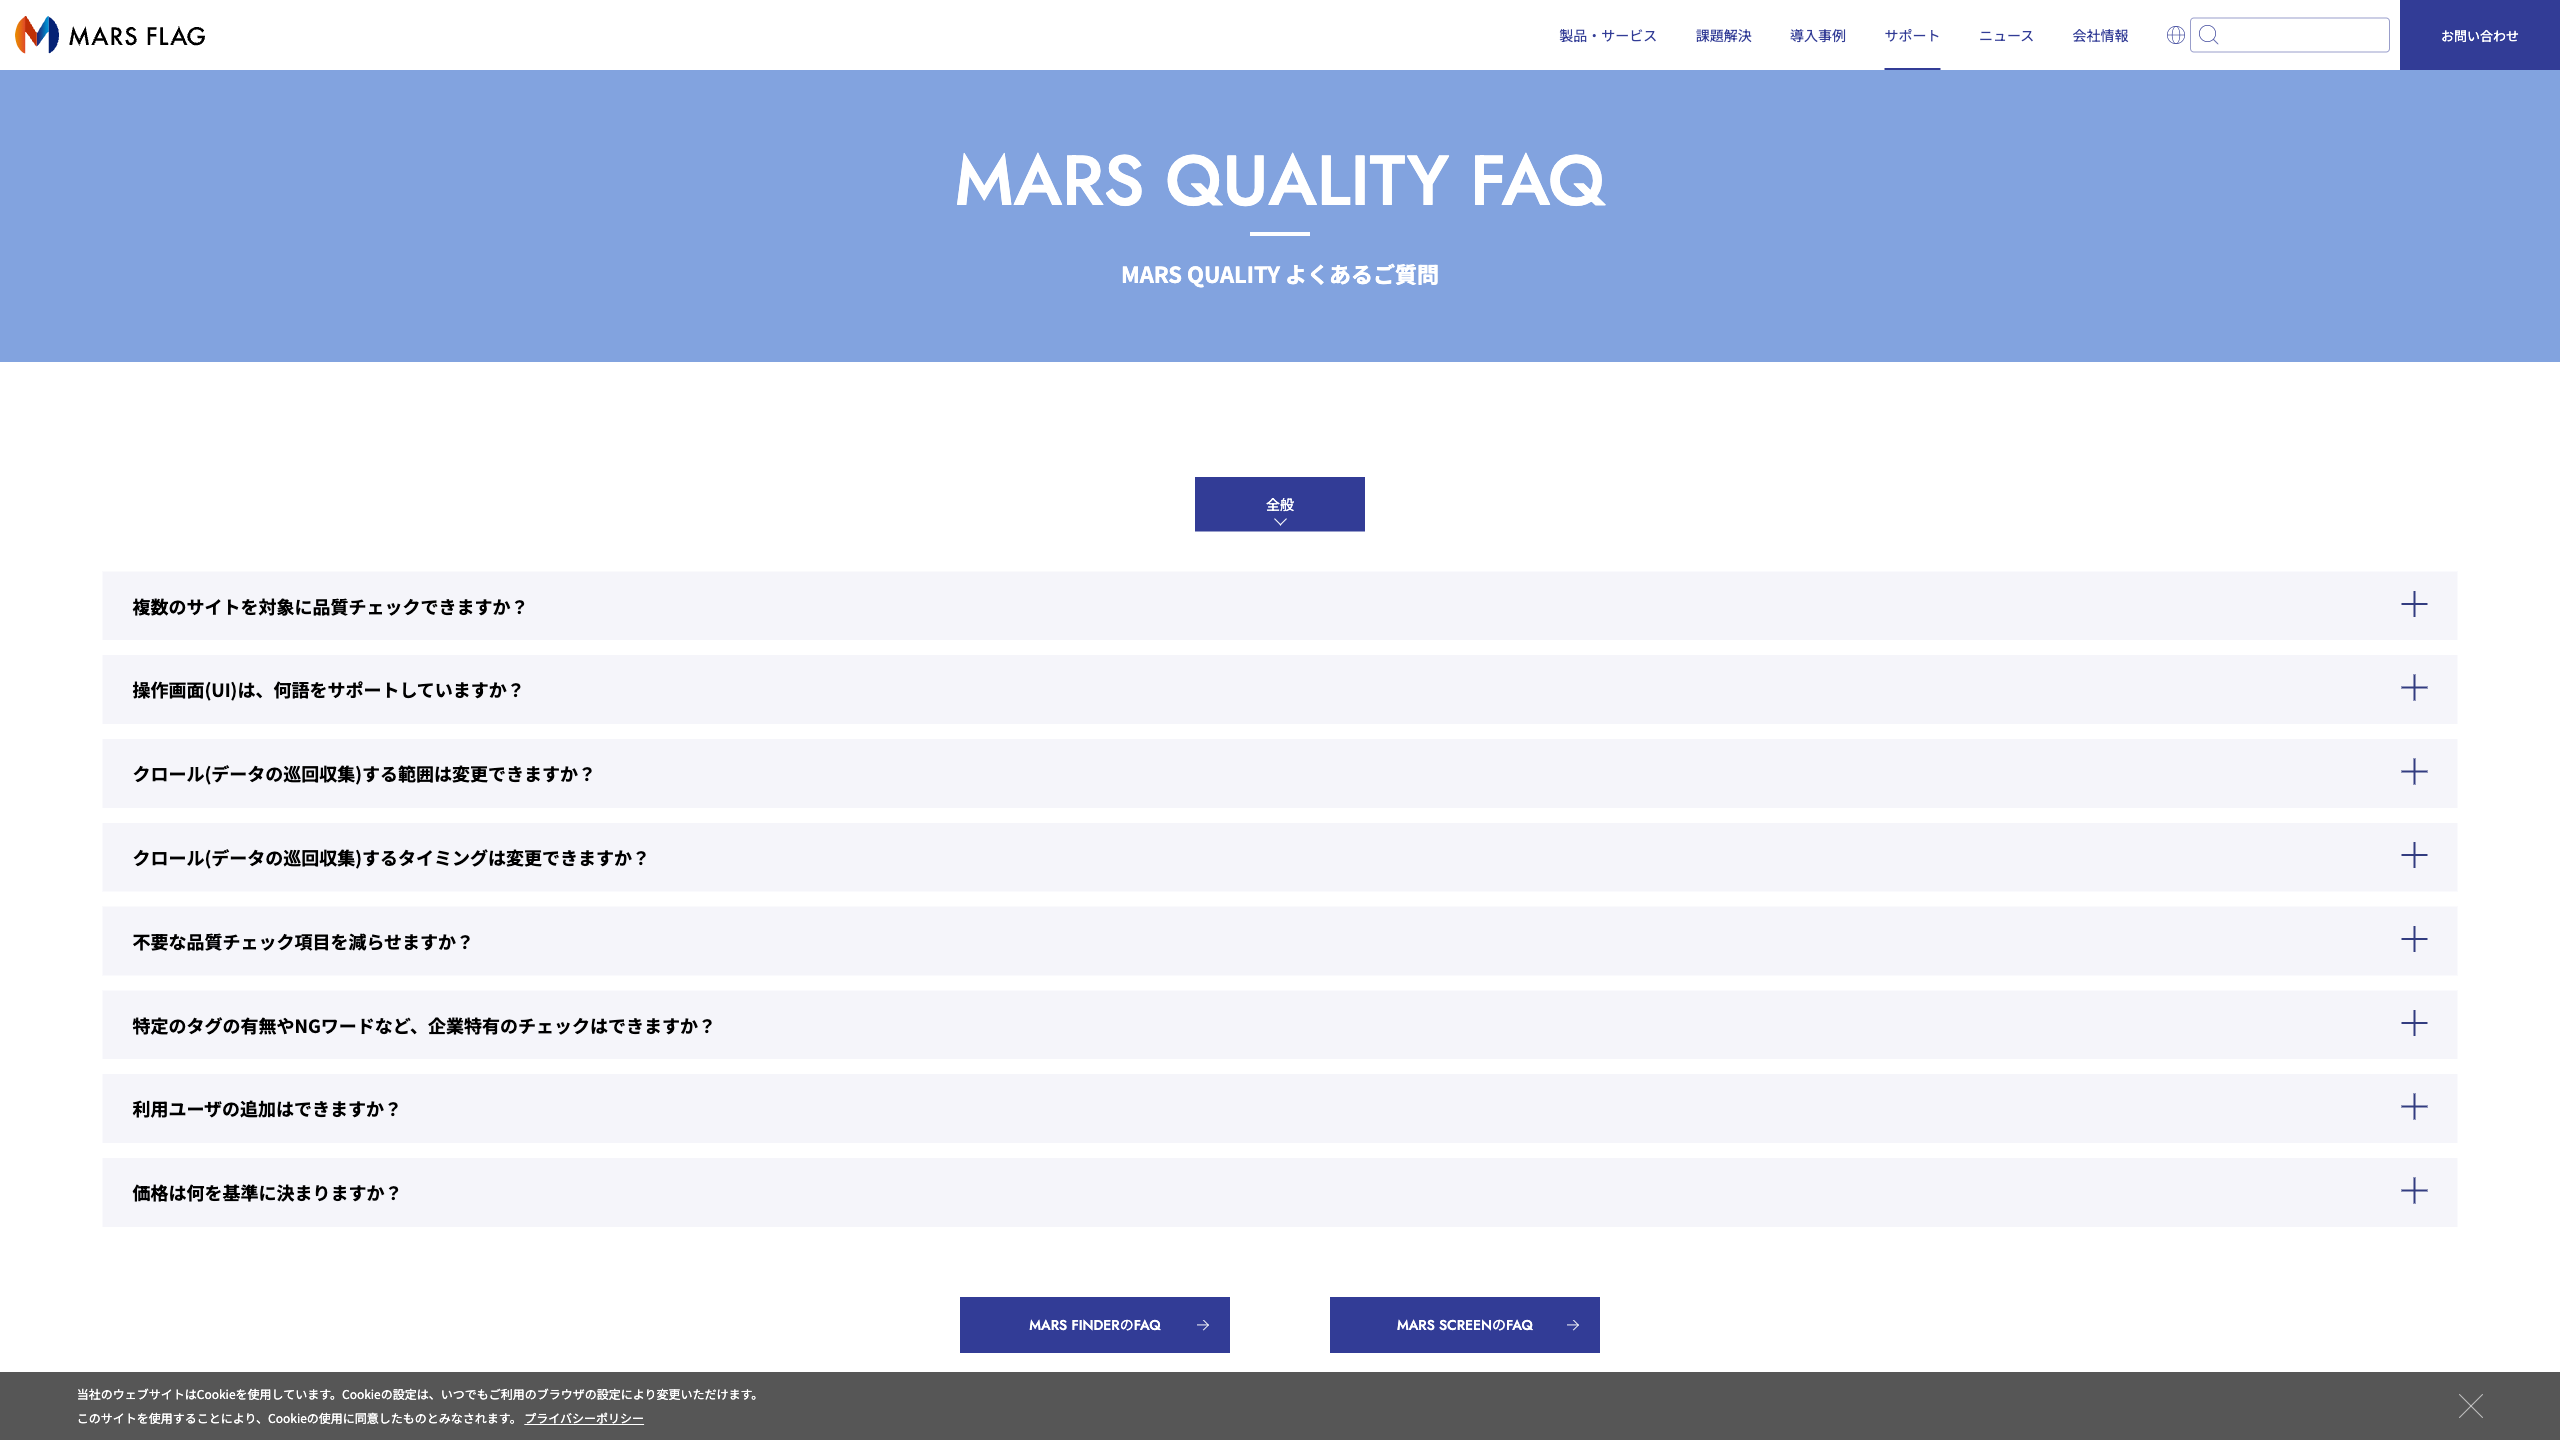 MARS FLAG
製品・サービス
課題解決
導入事例
サポート
ニュース
会社情報
お問い合わせ
MARS QUALITY FAQ
MARS QUALITY よくあるご質問
全般
複数のサイトを対象に品質チェックできますか？
操作画面(UI)は、何語をサポートしていますか？
クロール(データの巡回収集)する範囲は変更できますか？
クロール(データの巡回収集)するタイミングは変更できますか？
不要な品質チェック項目を減らせますか？
特定のタグの有無やNGワードなど、企業特有のチェックはできますか？
利用ユーザの追加はできますか？
価格は何を基準に決まりますか？
MARS FINDERのFAQ
MARS SCREENのFAQ
当社のウェブサイトはCookieを使用しています。Cookieの設定は、いつでもご利用のブラウザの設定により変更いただけます。
このサイトを使用することにより、Cookieの使用に同意したものとみなされます。 プライバシーポリシー